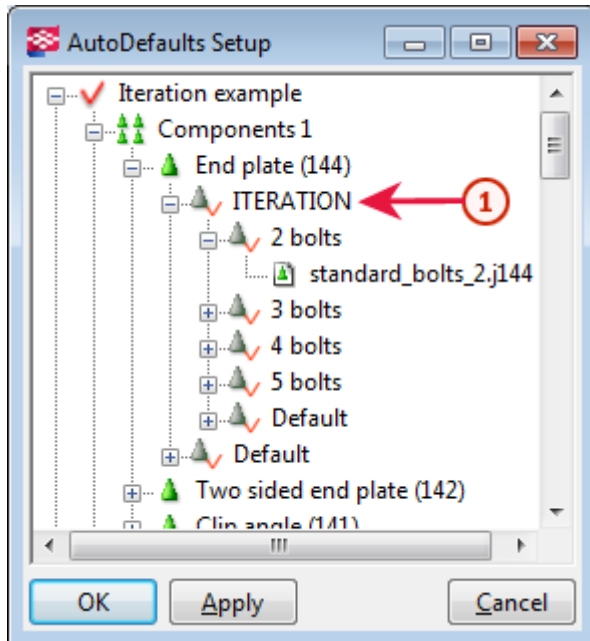 AutoDefaults Setup
Iteration example
Components 1
End plate (144)
ITERATION
1
2 bolts
standard_bolts_2.j144
3 bolts
4 bolts
5 bolts
Default
Default
Two sided end plate (142)
Clip angle (141)
OK
Apply
Cancel